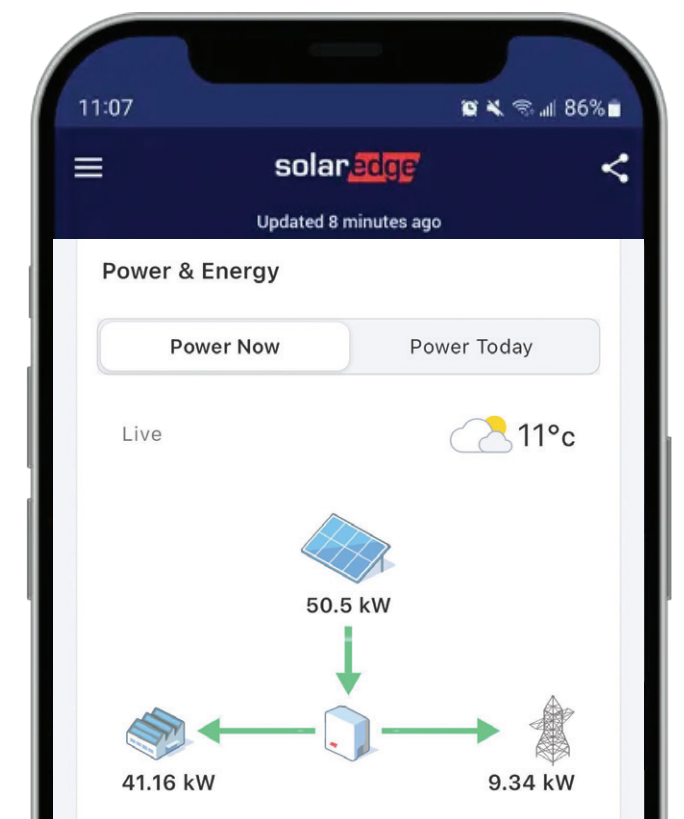 11:07 86%
solaredge
Updated 8 minutes ago
Power & Energy
Power Now Power Today
Live 11°c
50.5 kW
41.16 kW 9.34 kW